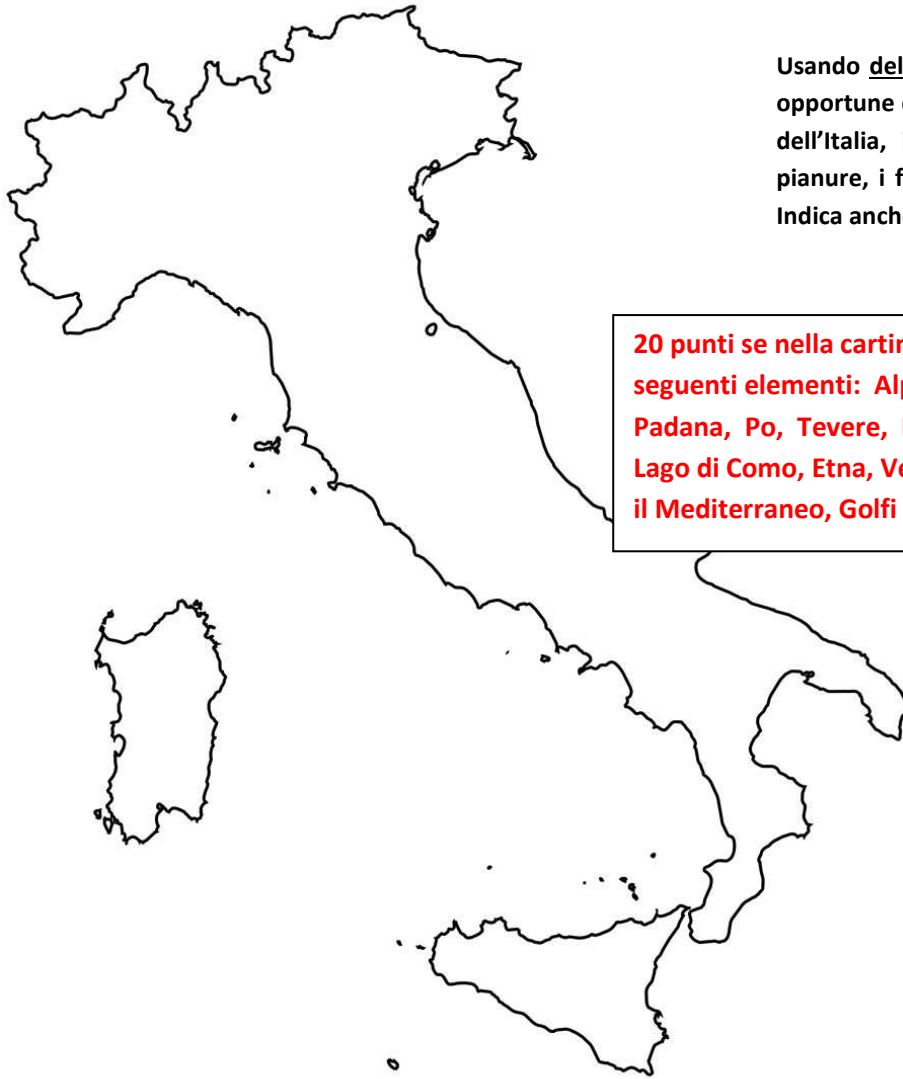 Usando del
opportune
dell’Italia,
pianure, i f
Indica anch
20 punti se nella cartin
seguenti elementi: Alp
Padana, Po, Tevere,
Lago di Como, Etna, Ve
il Mediterraneo, Golfi